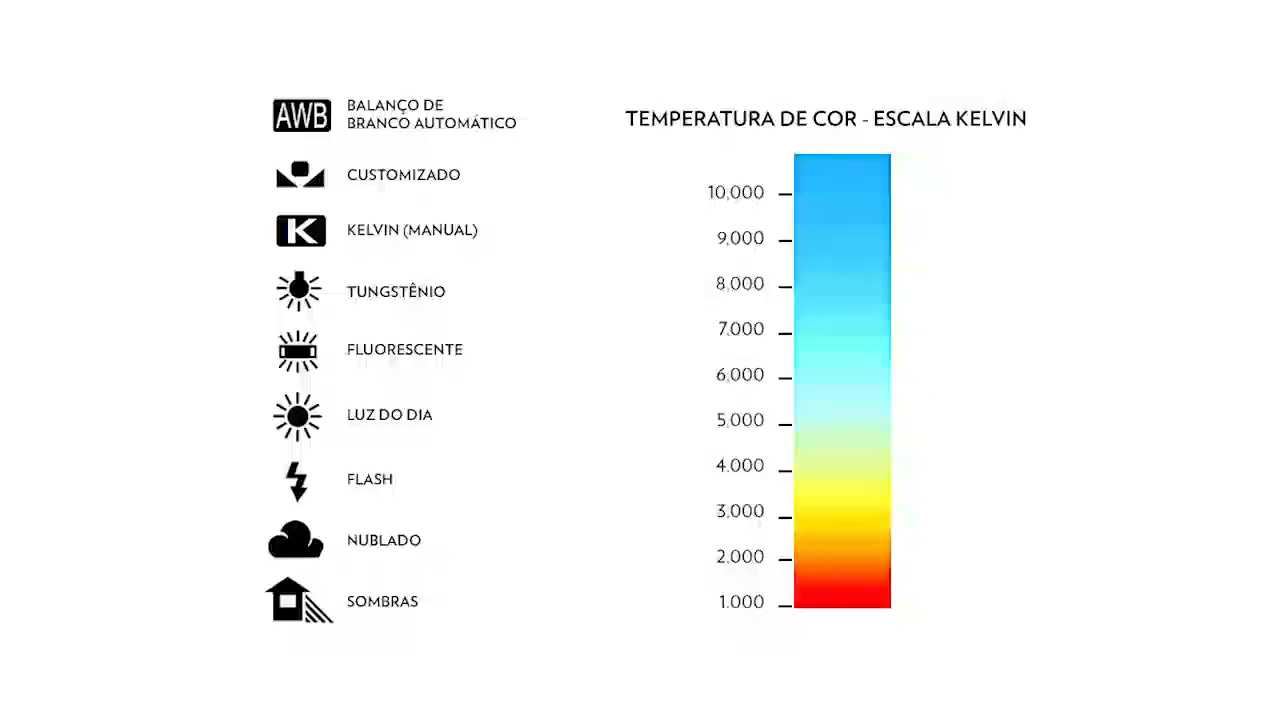 AWB
BALANÇO DE
BRANCO AUTOMÁTICO
CUSTOMIZADO
K
KELVIN (MANUAL)
TUNGSTÊNIO
FLUORESCENTE
LUZ DO DIA
FLASH
NUBLADO
SOMBRAS
TEMPERATURA DE COR - ESCALA KELVIN
10,000
9,000
8,000
7,000
6,000
5,000
4.000
3,000
2,000
1.000